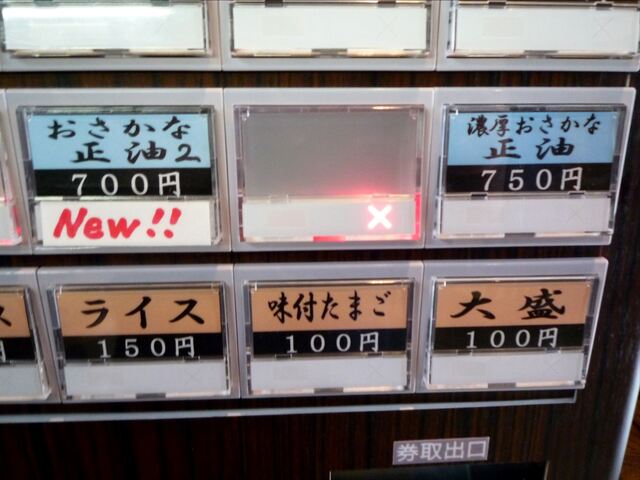 おさかな
正油2
700円
New!!
×
濃厚おさかな
正油
750円
ス
円
ライス
150円
味付たまご
100円
大盛
100円
券取出口